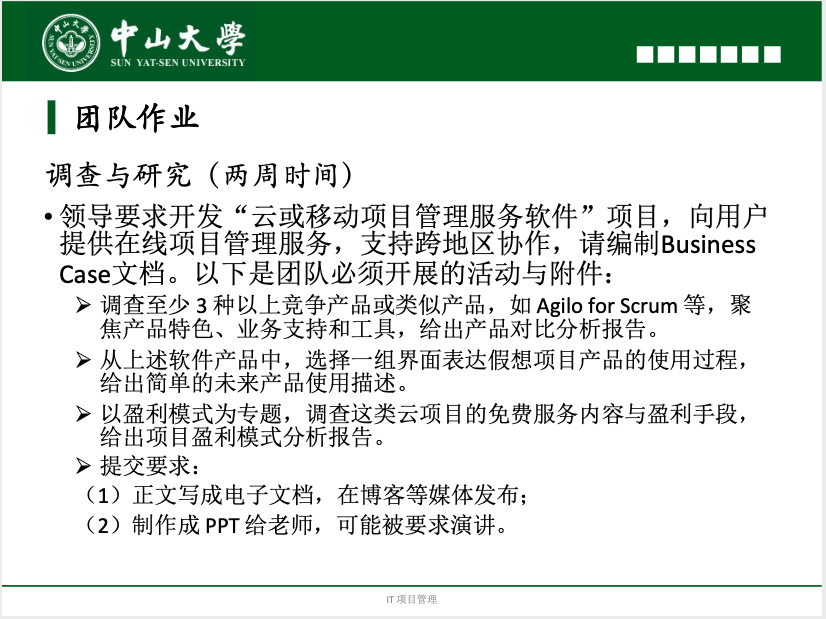 中山大学
SUN YAT-SEN UNIVERSITY
团队作业
调查与研究（两周时间）
• 领导要求开发“云或移动项目管理服务软件”项目，向用户
提供在线项目管理服务，支持跨地区协作，请编制Business
Case文档。以下是团队必须开展的活动与附件：
➢ 调查至少 3 种以上竞争产品或类似产品，如 Agilo for Scrum 等，聚
焦产品特色、业务支持和工具，给出产品对比分析报告。
➢ 从上述软件产品中，选择一组界面表达假想项目产品的使用过程，
给出简单的未来产品使用描述。
➢ 以盈利模式为专题，调查这类云项目的免费服务内容与盈利手段，
给出项目盈利模式分析报告。
➢ 提交要求：
（1）正文写成电子文档，在博客等媒体发布；
（2）制作成 PPT 给老师，可能被要求演讲。
IT 项目管理